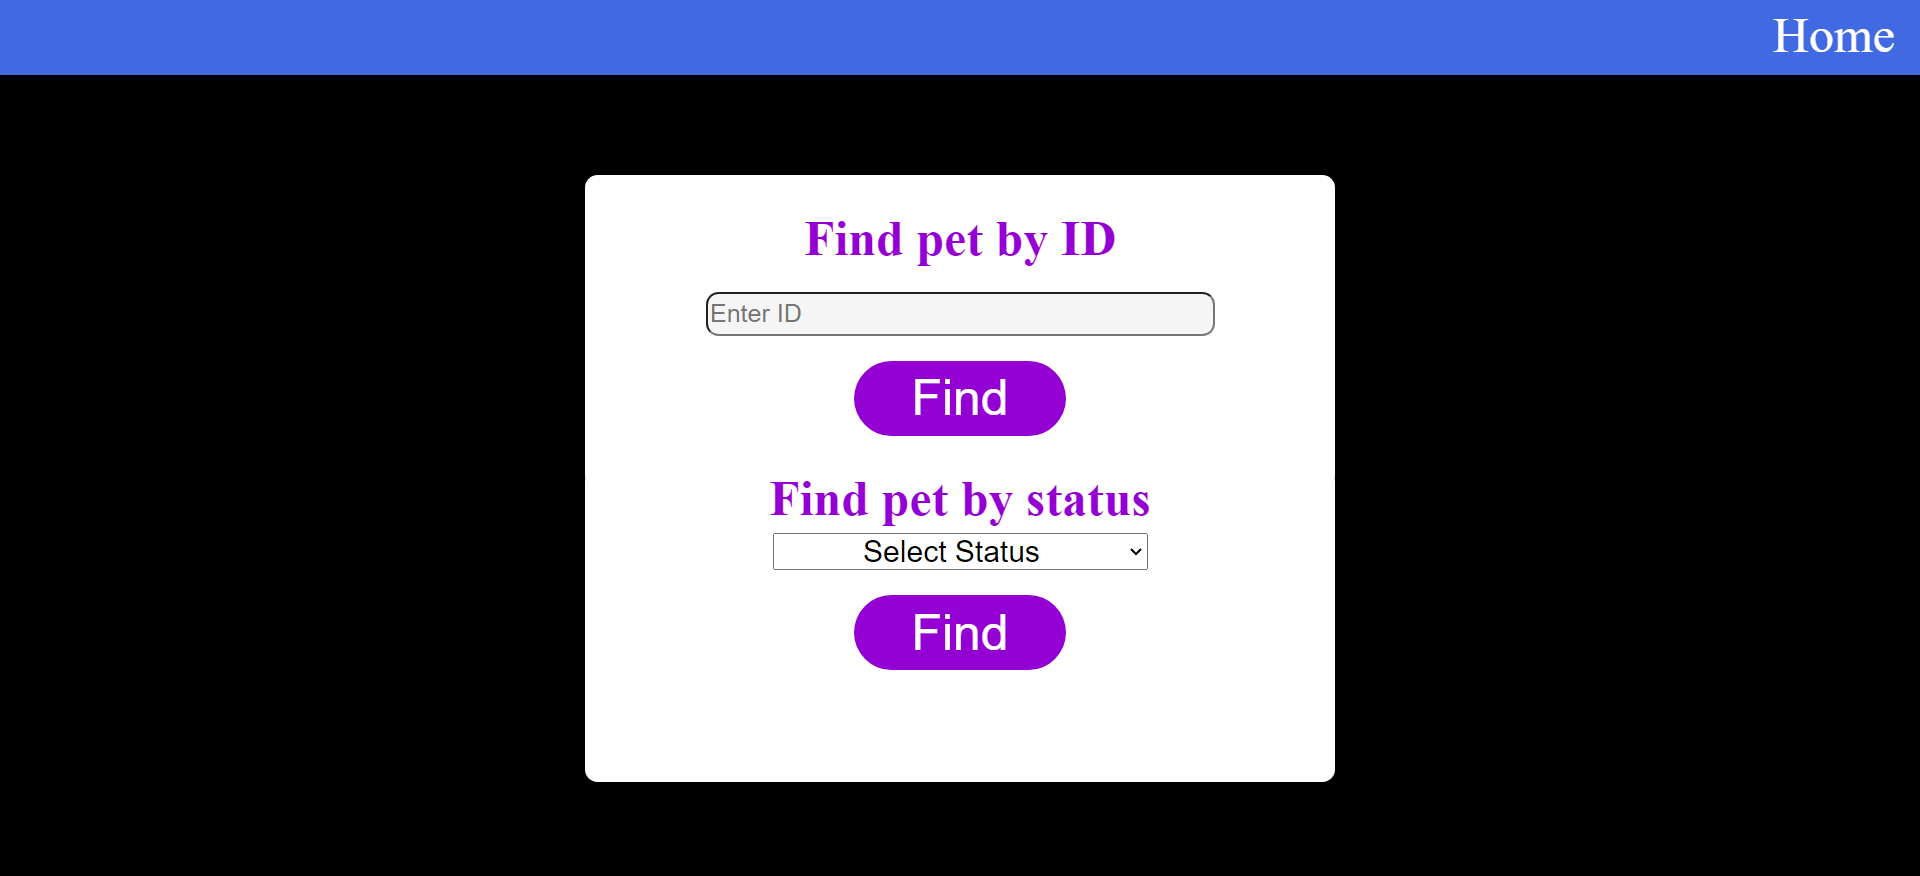 Home
Find pet by ID
Enter ID
Find
Find pet by status
Select Status
Find